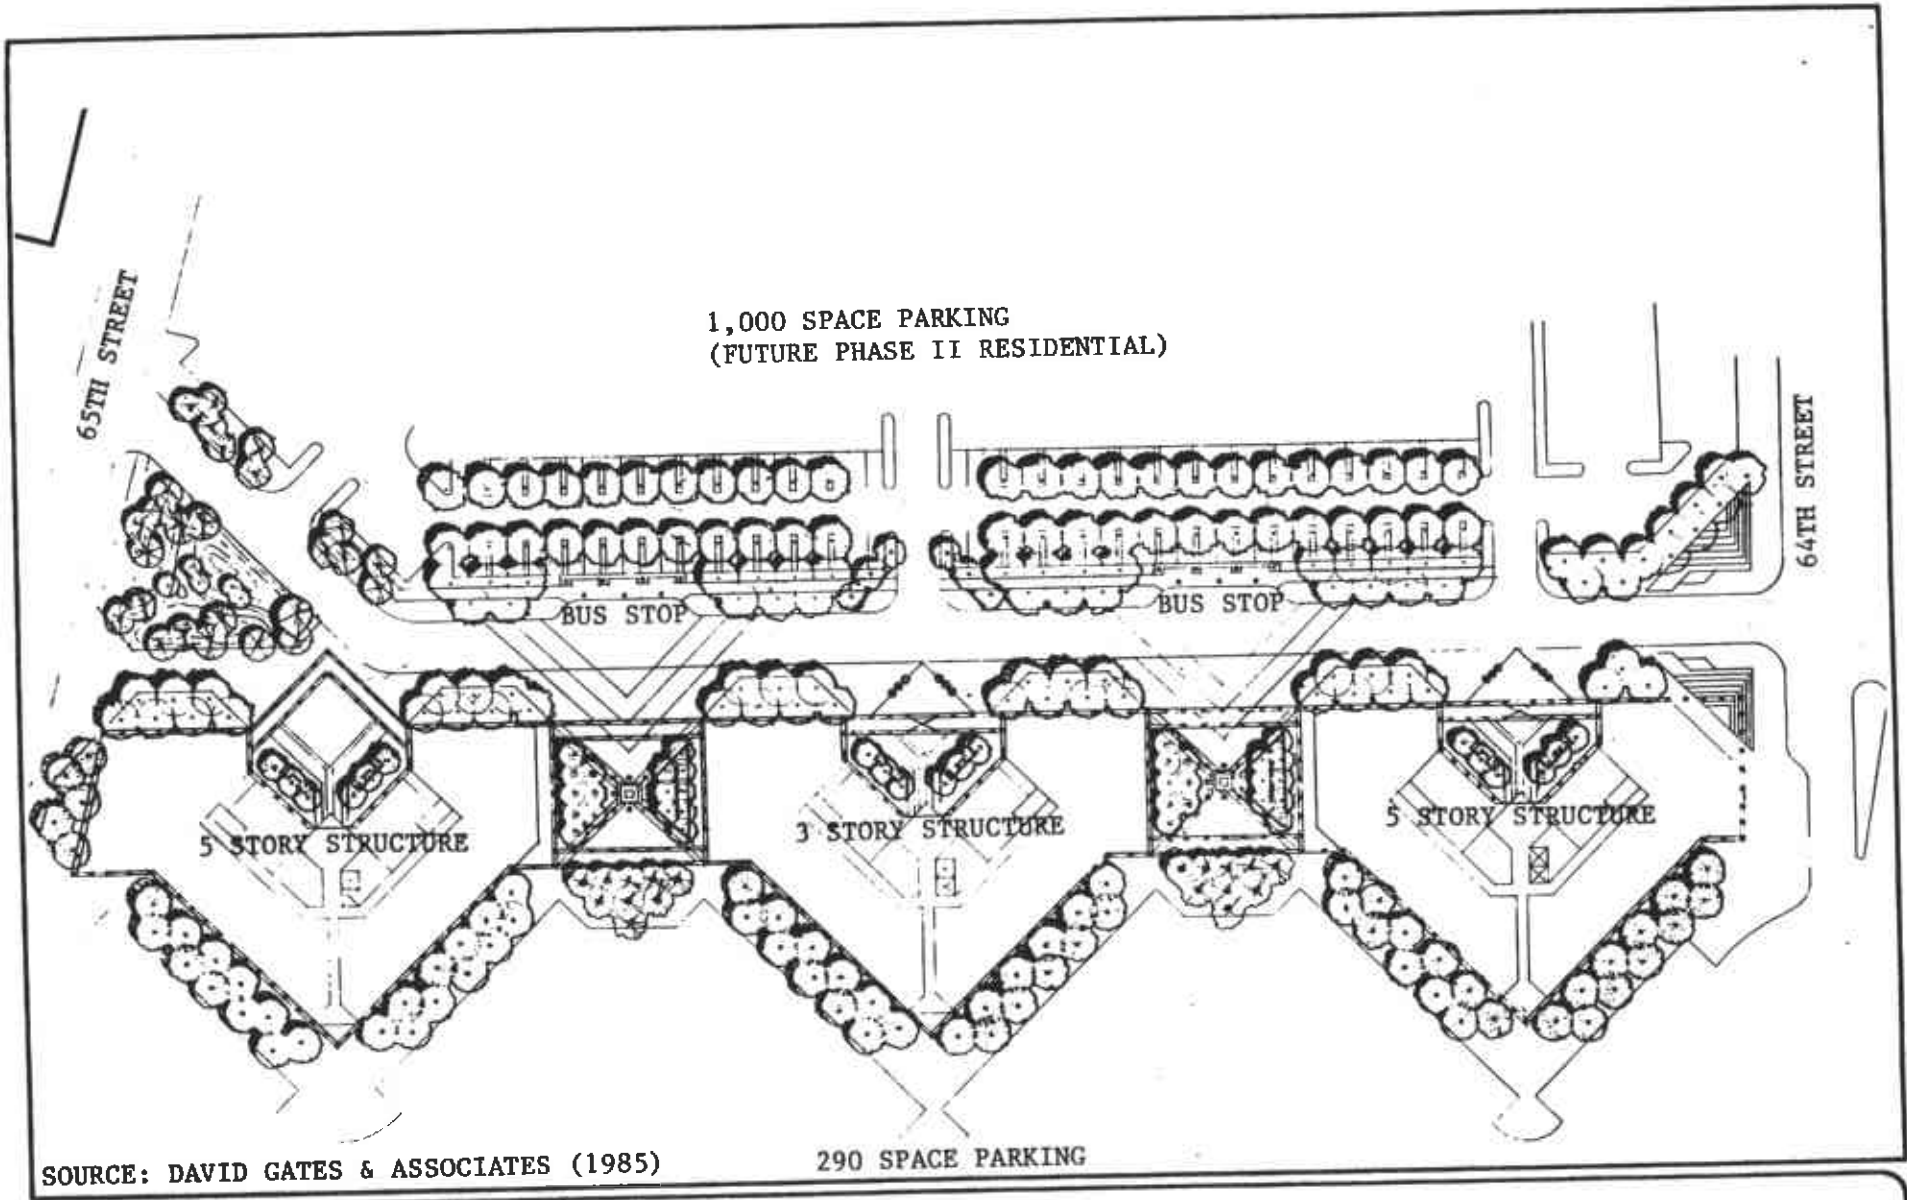 65TH STREET
1,000 SPACE PARKING
(FUTURE PHASE II RESIDENTIAL)
64TH STREET
BUS STOP
BUS STOP
5 STORY STRUCTURE
3 STORY STRUCTURE
5 STORY STRUCTURE
SOURCE: DAVID GATES & ASSOCIATES (1985)
290 SPACE PARKING